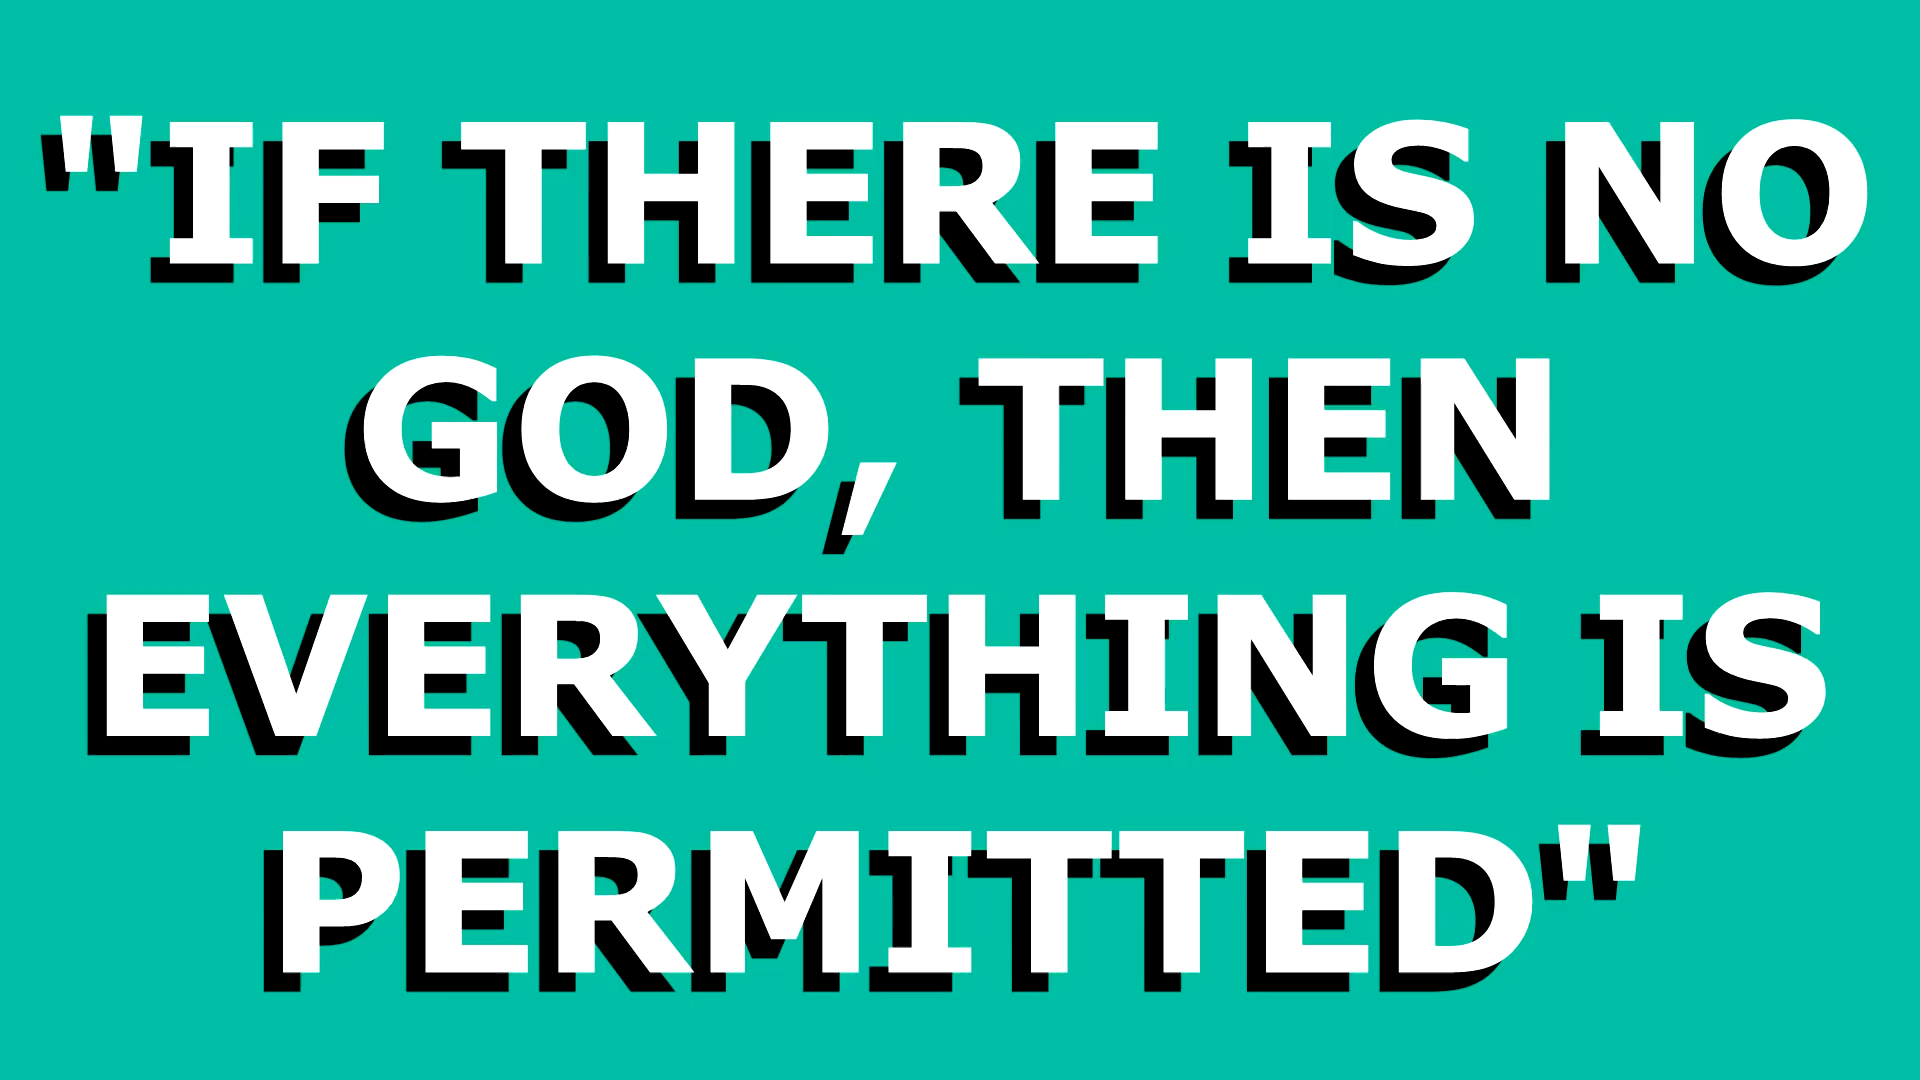 "IF THERE IS NO
GOD, THEN
EVERYTHING IS
PERMITTED"